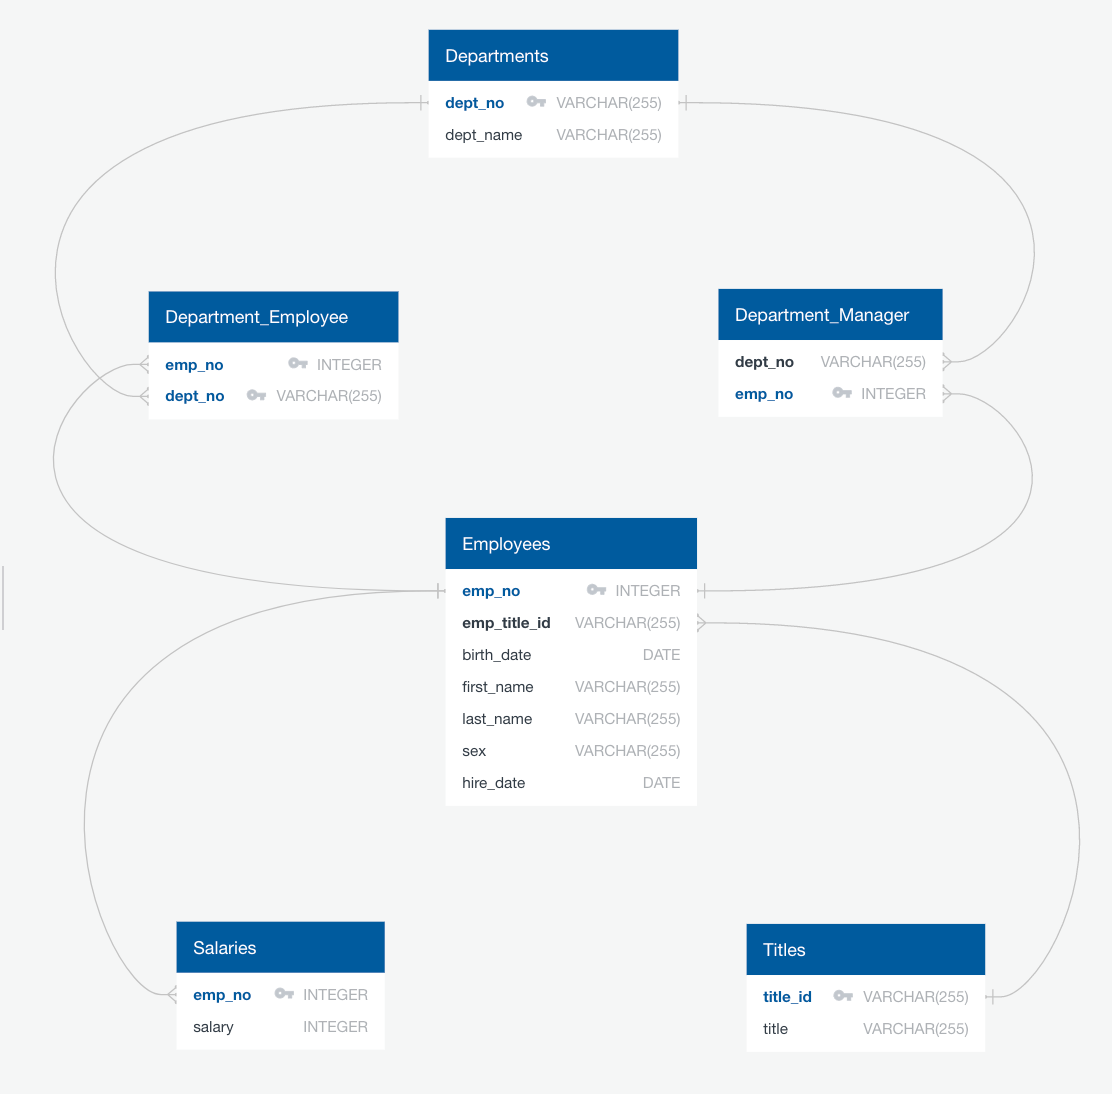 Departments
dept_no VARCHAR(255)
dept_name VARCHAR(255)
Department_Employee
emp_no INTEGER
dept_no VARCHAR(255)
Department_Manager
dept_no VARCHAR(255)
emp_no INTEGER
Employees
emp_no INTEGER
emp_title_id VARCHAR(255)
birth_date DATE
first_name VARCHAR(255)
last_name VARCHAR(255)
sex VARCHAR(255)
hire_date DATE
Salaries
emp_no INTEGER
salary INTEGER
Titles
title_id VARCHAR(255)
title VARCHAR(255)